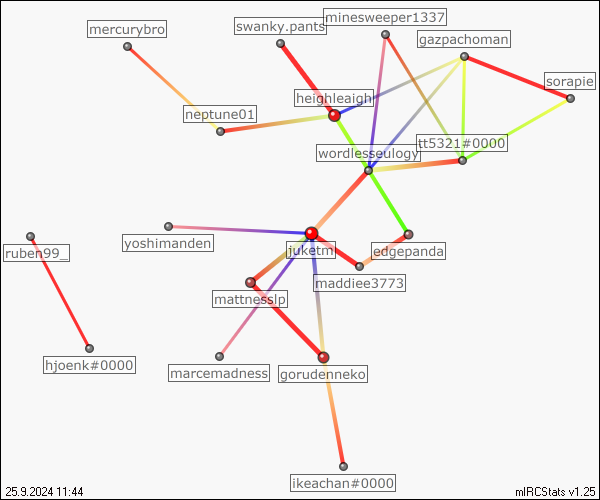 minesweeper1337
swanky.pants
mercurybro
gazpachoman
sorapie
heighleaigh
neptune01
tt5321#0000
wordlesseulogy
yoshimanden
juketm
edgepanda
ruben99_
maddiee3773
mattnesslp
hjoenk#0000
marcemadness
gorudenneko
ikeachan#0000
25.9.2024 11:44
mIRCStats v1.25